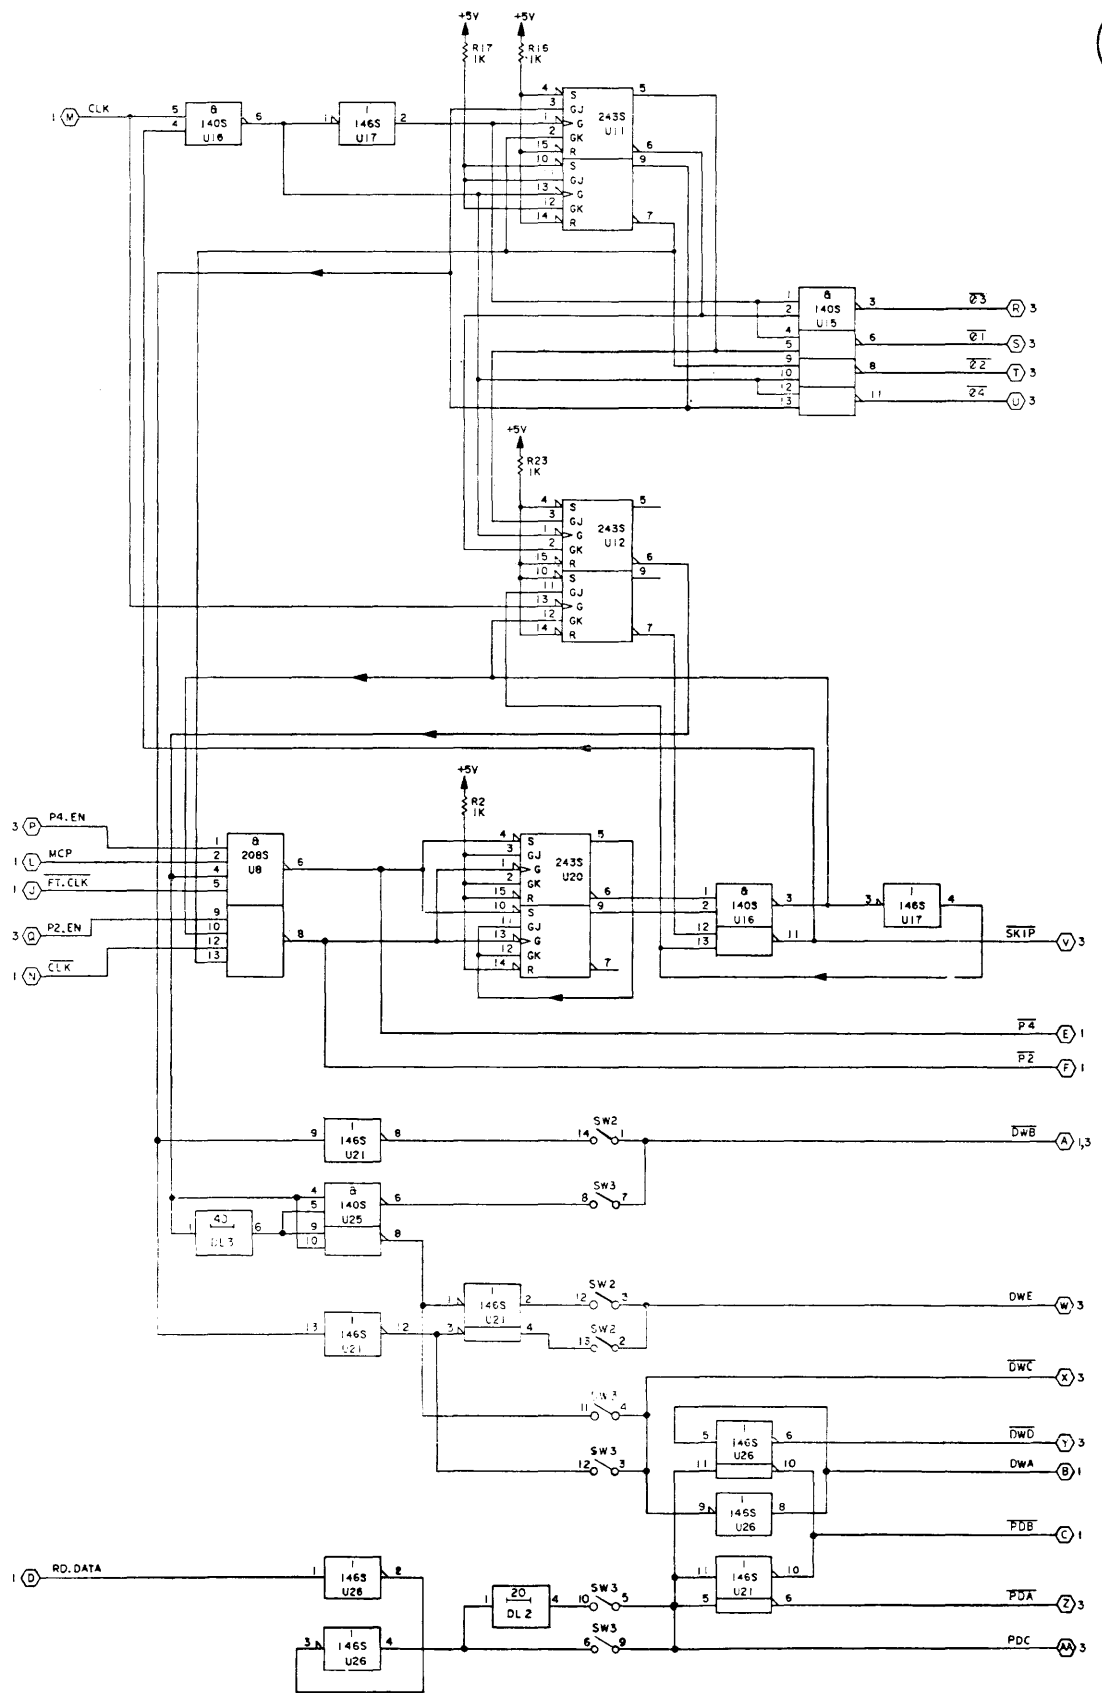 +5V +5V
R17 R16
1K 1K
1 M CLK
5 & 6
140S
4 U16
1 I 2
146S
U17
4 S 5
3 GJ 243S
1 G U11
2 GK
15 R 6
10 S 9
11 GJ
13 G
12 GK
14 R 7
1 & 3 Ø3 R 3
2 140S
U15
4 6 Ø1 S 3
5
9 8 Ø2 T 3
10
12 11 Ø4 U 3
13
+5V
R23
1K
4 S 5
3 GJ 243S
1 G U12
2 GK
15 R 6
10 S 9
11 GJ
13 G
12 GK
14 R 7
+5V
R2
1K
3 P P4.EN
1 L MCP
1 J FT.CLK
3 Q P2.EN
1 N CLK
1 &
2 208S 6
4 U8
5
9
10 8
12
13
4 S 5
3 GJ 243S
1 G U20
2 GK
15 R 6
10 S 9
11 GJ
13 G
12 GK
14 R 7
1 & 3
2 140S
U16
12 11
13
3 I 4
146S
U17
SKIP V 3
P4 E 1
P2 F 1
9 I 8
146S
U21
SW2
14 1
DWB A 1,3
4 & 6
5 140S
U25
9 8
10
SW3
8 7
1 40 6
DL3
1 I 2
146S
U21
3 4
SW2
12 3
DWE W 3
SW2
13 2
13 I 12
146S
U21
DWC X 3
SW3
11 4
SW3
12 3
5 I 6
146S
U26
11 10
DWD Y 3
DWA B 1
9 I 8
146S
U26
PDB C 1
1 D RD.DATA
1 I 2
146S
U26
11 I 10
146S
U21
5 6
1 20 4
DL2
SW3
10 5
PDA Z 3
3 I 4
146S
U26
SW3
6 9
PDC AA 3